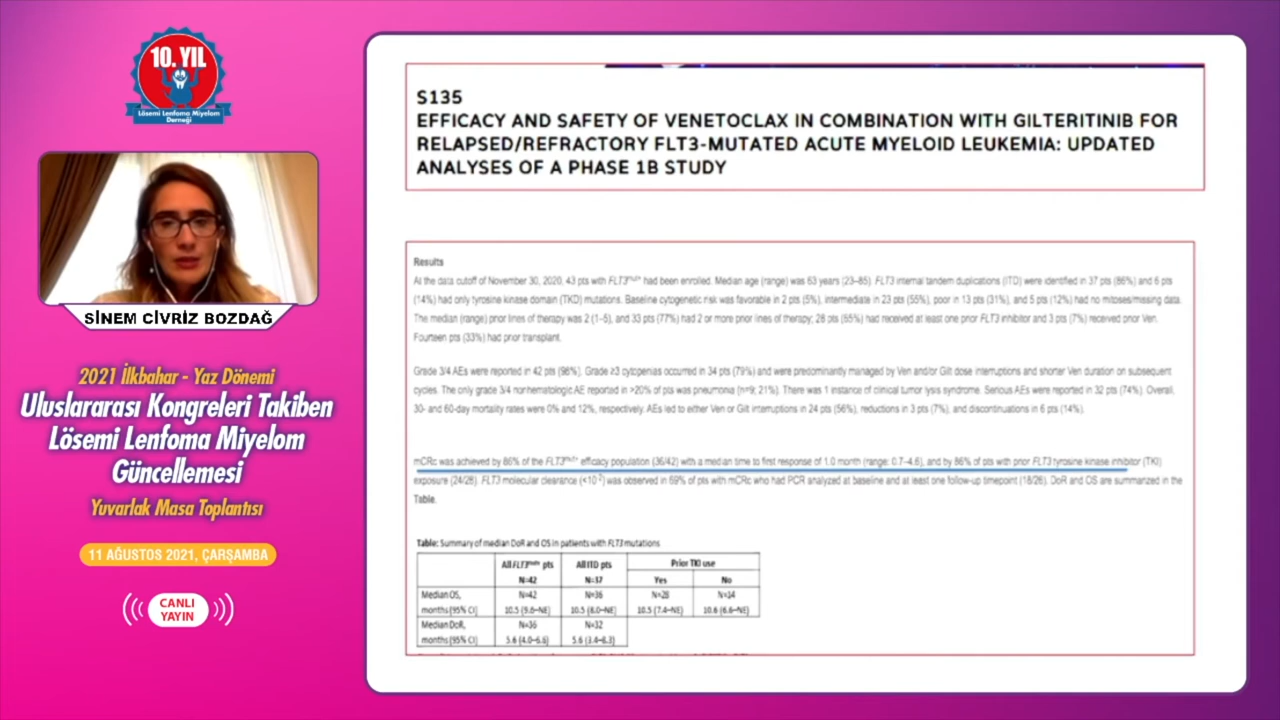 10. YIL
Lösemi Lenfoma Miyelom
Derneği
SİNEM CİVRİZ BOZDAĞ
2021 İlkbahar - Yaz Dönemi
Uluslararası Kongreleri Takiben
Lösemi Lenfoma Miyelom
Güncellemesi
Yuvarlak Masa Toplantısı
11 AĞUSTOS 2021, ÇARŞAMBA
CANLI
YAYIN
S135
EFFICACY AND SAFETY OF VENETOCLAX IN COMBINATION WITH GILTERITINIB FOR
RELAPSED/REFRACTORY FLT3-MUTATED ACUTE MYELOID LEUKEMIA: UPDATED
ANALYSES OF A PHASE 1B STUDY
Results
At the data cutoff of November 30, 2020, 43 pts with FLT3mut+ had been enrolled. Median age (range) was 63 years (23–85). FLT3 internal tandem duplications (ITD) were identified in 37 pts (86%) and 6 pts
(14%) had only tyrosine kinase domain (TKD) mutations. Baseline cytogenetic risk was favorable in 2 pts (5%), intermediate in 23 pts (55%), poor in 13 pts (31%), and 5 pts (12%) had no mitoses/missing data.
The median (range) prior lines of therapy was 2 (1–5), and 33 pts (77%) had 2 or more prior lines of therapy; 28 pts (65%) had received at least one prior FLT3 inhibitor and 3 pts (7%) received prior Ven.
Fourteen pts (33%) had prior transplant.
Grade 3/4 AEs were reported in 42 pts (98%). Grade ≥3 cytopenias occurred in 34 pts (79%) and were predominantly managed by Ven and/or Gilt dose interruptions and shorter Ven duration on subsequent
cycles. The only grade 3/4 nonhematologic AE reported in >20% of pts was pneumonia (n=9; 21%). There was 1 instance of clinical tumor lysis syndrome. Serious AEs were reported in 32 pts (74%). Overall,
30- and 60-day mortality rates were 0% and 12%, respectively. AEs led to either Ven or Gilt interruptions in 24 pts (56%), reductions in 3 pts (7%), and discontinuations in 6 pts (14%).
mCRc was achieved by 86% of the FLT3mut+ efficacy population (36/42) with a median time to first response of 1.0 month (range: 0.7–4.6), and by 86% of pts with prior FLT3 tyrosine kinase inhibitor (TKI)
exposure (24/28). FLT3 molecular clearance (<10-2) was observed in 69% of pts with mCRc who had PCR analyzed at baseline and at least one follow-up timepoint (18/26). DoR and OS are summarized in the
Table.
Table: Summary of median DoR and OS in patients with FLT3 mutations
All FLT3mut+ pts All ITD pts Prior TKI use
N=42 N=37 Yes No
Median OS, N=42 N=36 N=28 N=14
months (95% CI) 10.5 (9.6–NE) 10.5 (8.0–NE) 10.5 (7.4–NE) 10.6 (6.6–NE)
Median DoR, N=36 N=32
months (95% CI) 5.6 (4.0–6.6) 5.6 (3.4–6.3)